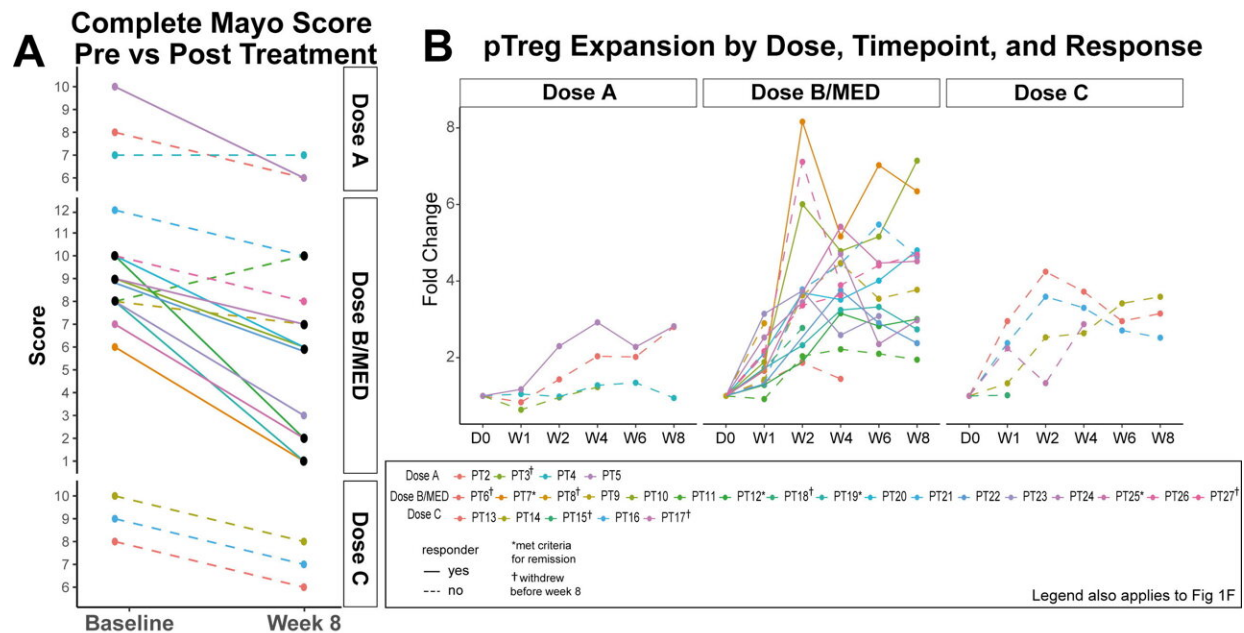 A
Complete Mayo Score
Pre vs Post Treatment
10
9
8
7
6
Dose A
12
11
10
9
8
7
6
5
4
3
2
1
Dose B/MED
10
9
8
7
6
Dose C
Score
Baseline Week 8
B
pTreg Expansion by Dose, Timepoint, and Response
Dose A Dose B/MED Dose C
Fold Change
8
6
4
2
D0 W1 W2 W4 W6 W8 D0 W1 W2 W4 W6 W8 D0 W1 W2 W4 W6 W8
Dose A PT2 PT3† PT4 PT5
Dose B/MED PT6† PT7* PT8† PT9 PT10 PT11 PT12* PT18† PT19* PT20 PT21 PT22 PT23 PT24 PT25* PT26 PT27†
Dose C PT13 PT14 PT15† PT16 PT17†
responder *met criteria
for remission
yes † withdrew
no before week 8
Legend also applies to Fig 1F